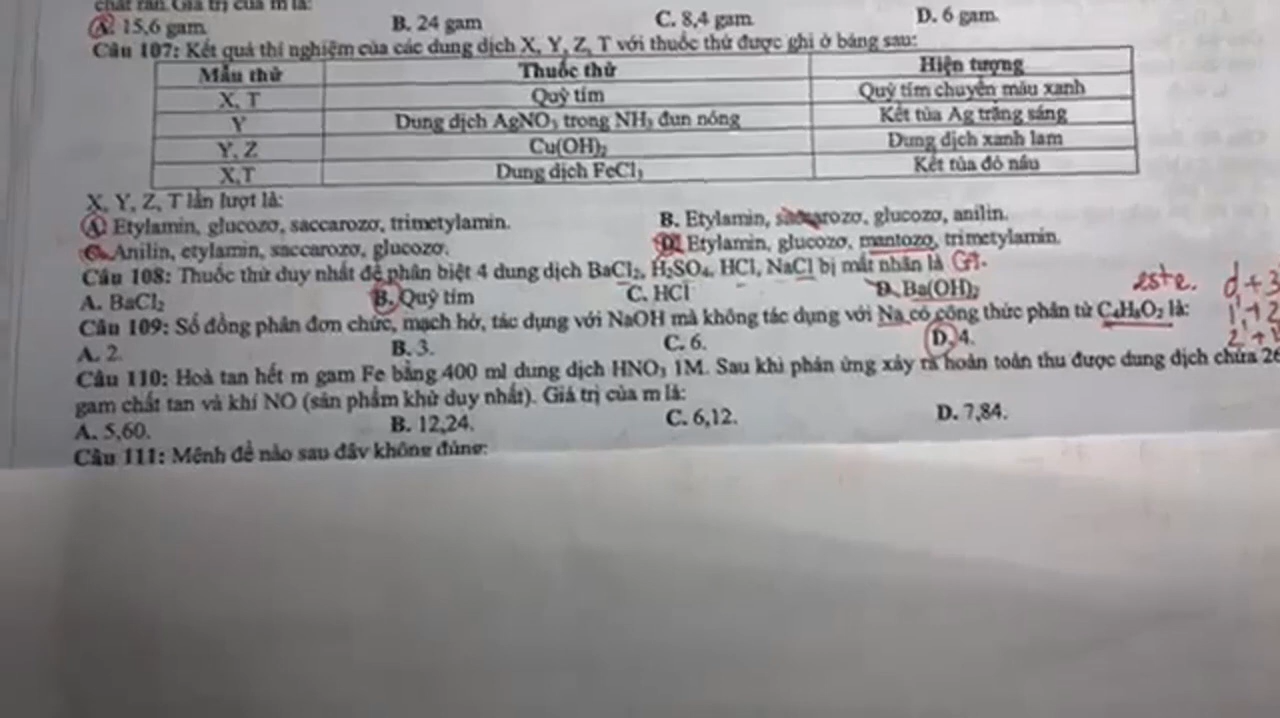 chất rắn. Giá trị của m là:
A. 15,6 gam. B. 24 gam C. 8,4 gam D. 6 gam.
Câu 107: Kết quả thí nghiệm của các dung dịch X, Y, Z, T với thuốc thử được ghi ở bảng sau:
Mẫu thử Thuốc thử Hiện tượng
X, T Quỳ tím Quỳ tím chuyển màu xanh
Y Dung dịch AgNO₃ trong NH₃ đun nóng Kết tủa Ag trắng sáng
Y, Z Cu(OH)₂ Dung dịch xanh lam
X,T Dung dịch FeCl₃ Kết tủa đỏ nâu
X, Y, Z, T lần lượt là:
A. Etylamin, glucozơ, saccarozơ, trimetylamin. B. Etylamin, saccarozơ, glucozơ, anilin.
C. Anilin, etylamin, saccarozơ, glucozơ. D. Etylamin, glucozơ, mantozơ, trimetylamin.
Câu 108: Thuốc thử duy nhất để phân biệt 4 dung dịch BaCl₂, H₂SO₄, HCl, NaCl bị mất nhãn là
A. BaCl₂ B. Quỳ tím C. HCl D. Ba(OH)₂ este. d+3
Câu 109: Số đồng phân đơn chức, mạch hở, tác dụng với NaOH mà không tác dụng với Na có công thức phân tử C₄H₈O₂ là: 1'+2
A. 2. B. 3. C. 6. D. 4.
Câu 110: Hoà tan hết m gam Fe bằng 400 ml dung dịch HNO₃ 1M. Sau khi phản ứng xảy ra hoàn toàn thu được dung dịch chứa 26
gam chất tan và khí NO (sản phẩm khử duy nhất). Giá trị của m là:
A. 5,60. B. 12,24. C. 6,12. D. 7,84.
Câu 111: Mệnh đề nào sau đây không đúng: